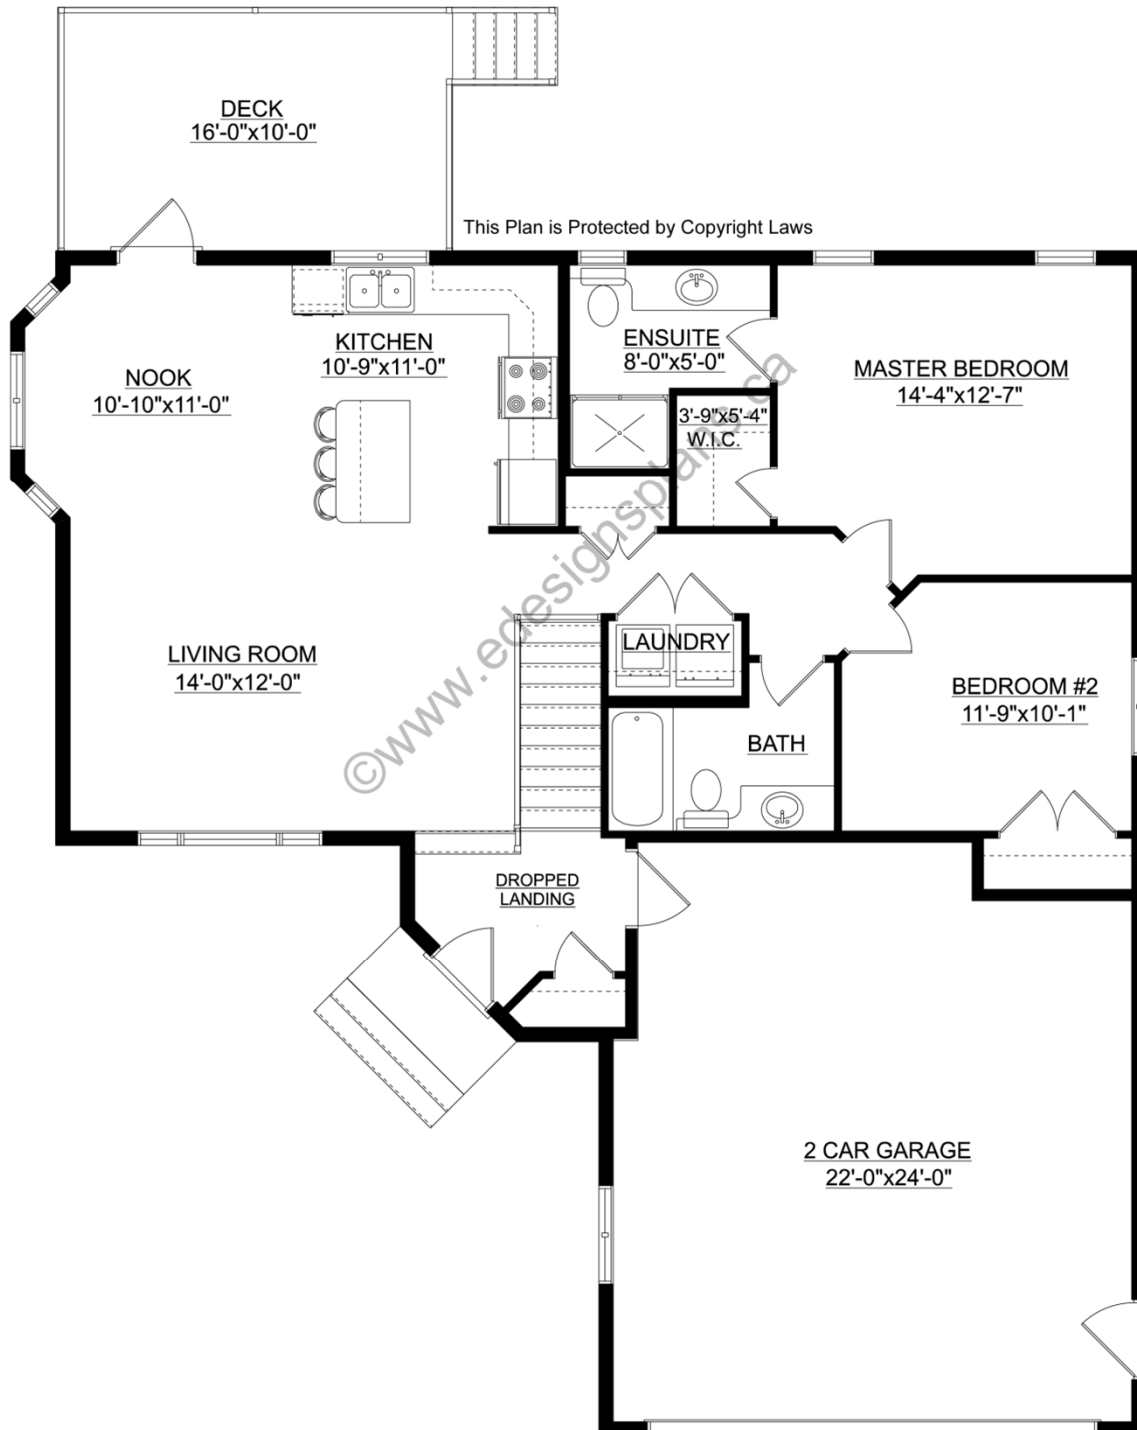 DECK
16'-0"x10'-0"
This Plan is Protected by Copyright Laws
KITCHEN
10'-9"x11'-0"
ENSUITE
8'-0"x5'-0"
MASTER BEDROOM
14'-4"x12'-7"
NOOK
10'-10"x11'-0"
3'-9"x5'-4"
W.I.C.
©www.edesignsplans.ca
LAUNDRY
LIVING ROOM
14'-0"x12'-0"
BEDROOM #2
11'-9"x10'-1"
BATH
DROPPED
LANDING
2 CAR GARAGE
22'-0"x24'-0"